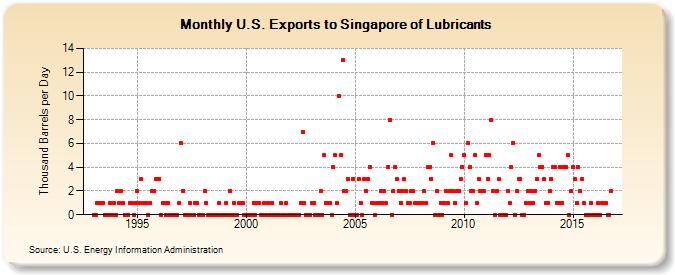 Monthly U.S. Exports to Singapore of Lubricants
Thousand Barrels per Day
14
12
10
8
6
4
2
0
1995 2000 2005 2010 2015
Source: U.S. Energy Information Administration